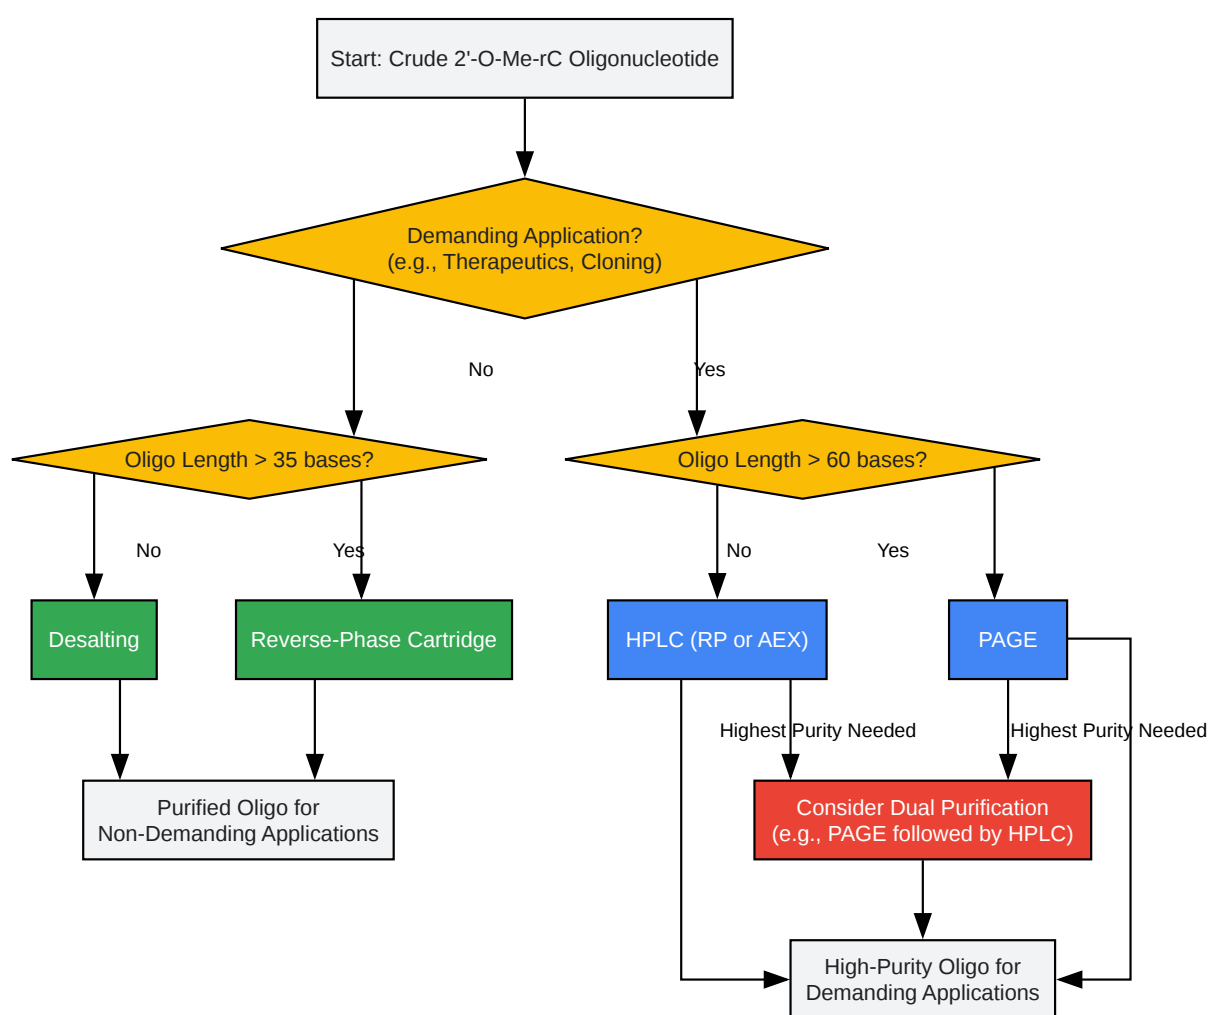 Start: Crude 2'-O-Me-rC Oligonucleotide
Demanding Application?
(e.g., Therapeutics, Cloning)
No
Yes
Oligo Length > 35 bases?
Oligo Length > 60 bases?
No
Yes
No
Yes
Desalting
Reverse-Phase Cartridge
HPLC (RP or AEX)
PAGE
Highest Purity Needed
Highest Purity Needed
Purified Oligo for
Non-Demanding Applications
Consider Dual Purification
(e.g., PAGE followed by HPLC)
High-Purity Oligo for
Demanding Applications